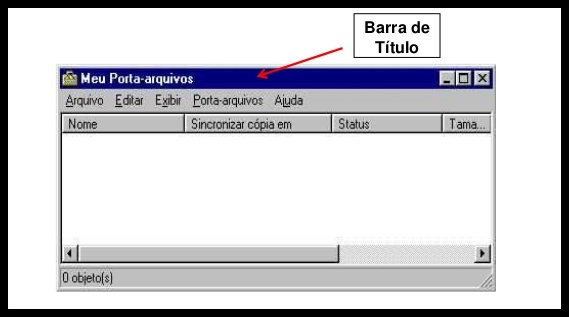 Barra de
Título
Meu Porta-arquivos
Arquivo Editar Exibir Porta-arquivos Ajuda
Nome Sincronizar cópia em Status Tama...
0 objeto(s)